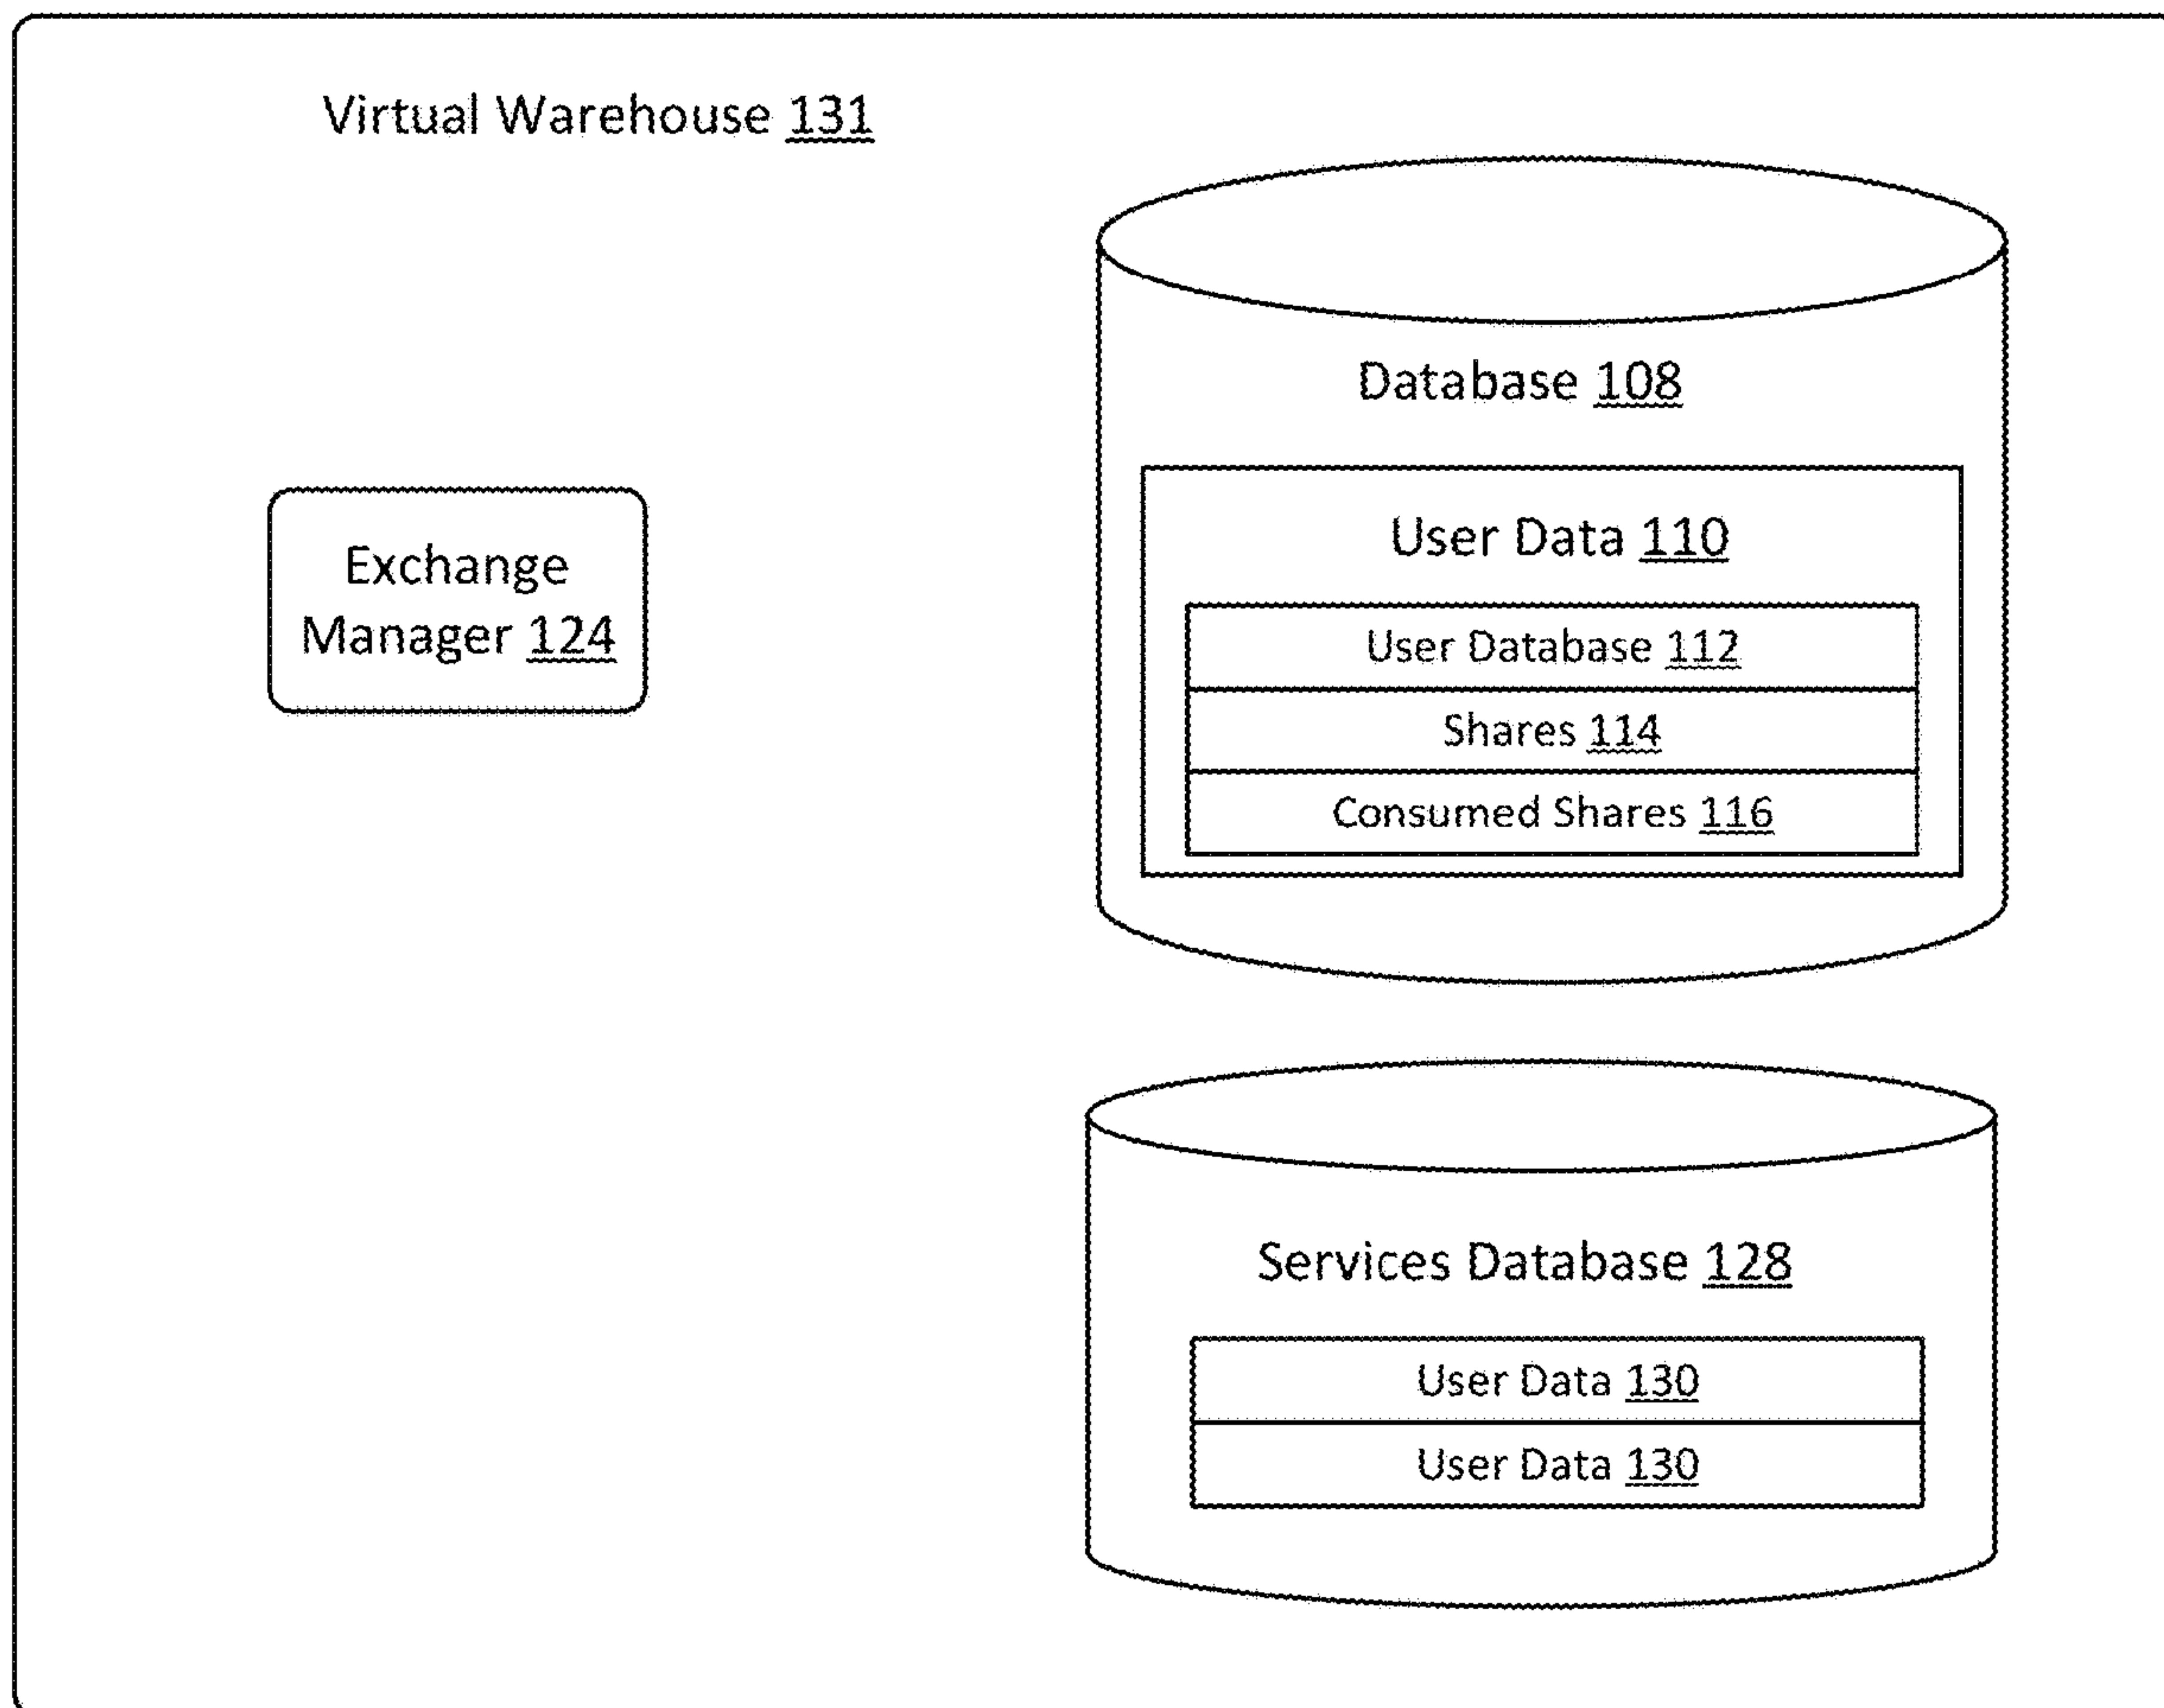 Virtual Warehouse 131
Exchange
Manager 124
Database 108
User Data 110
User Database 112
Shares 114
Consumed Shares 116
Services Database 128
User Data 130
User Data 130